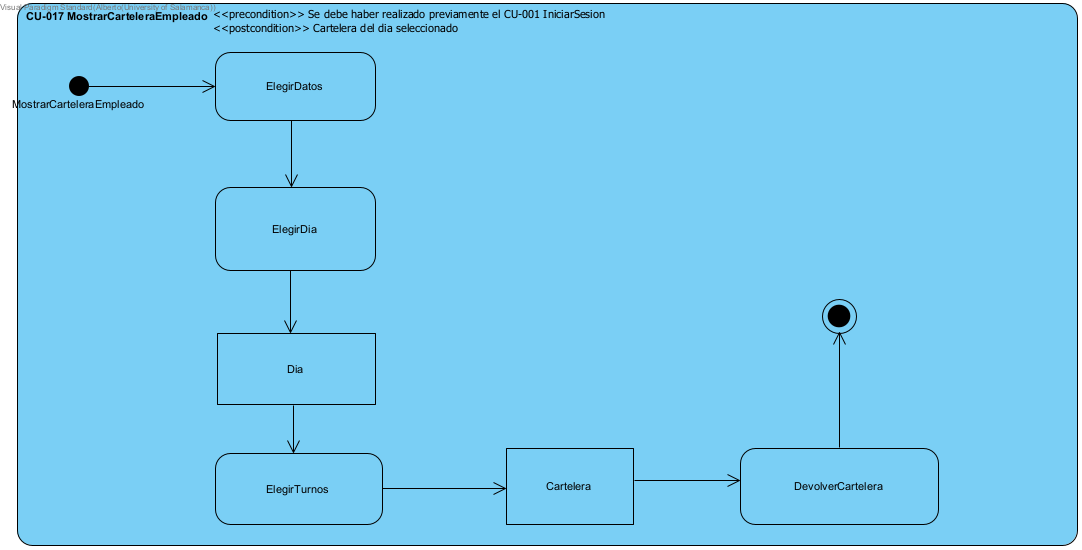 Visual Paradigm Standard(Alberto(University of Salamanca))
CU-017 MostrarCarteleraEmpleado
<<precondition>> Se debe haber realizado previamente el CU-001 IniciarSesion
<<postcondition>> Cartelera del dia seleccionado
ElegirDatos
MostrarCarteleraEmpleado
ElegirDia
Dia
ElegirTurnos
Cartelera
DevolverCartelera